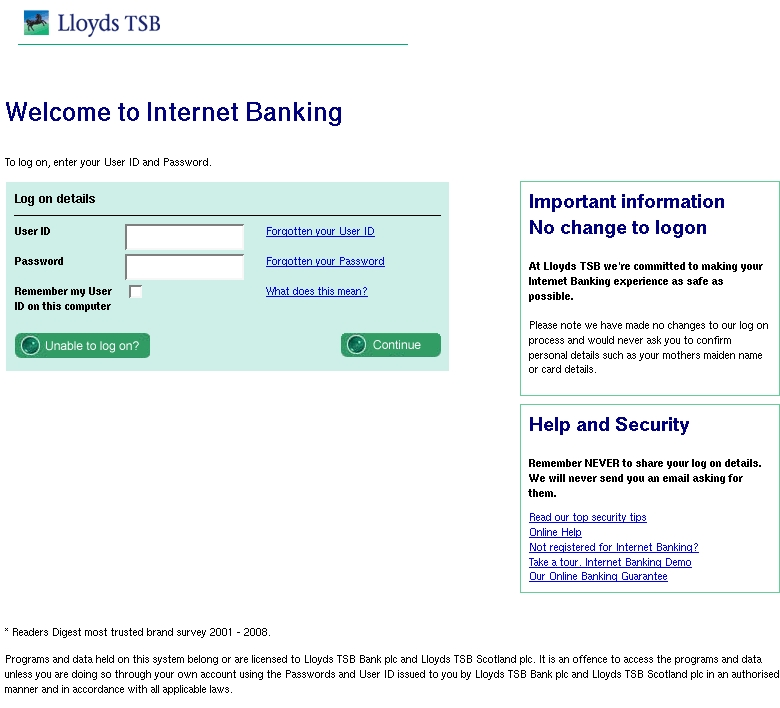 Lloyds TSB
Welcome to Internet Banking
To log on, enter your User ID and Password.
Log on details
User ID
Forgotten your User ID
Password
Forgotten your Password
Remember my User
ID on this computer
What does this mean?
Unable to log on?
Continue
Important information
No change to logon
At Lloyds TSB we're committed to making your
Internet Banking experience as safe as
possible.
Please note we have made no changes to our log on
process and would never ask you to confirm
personal details such as your mothers maiden name
or card details.
Help and Security
Remember NEVER to share your log on details.
We will never send you an email asking for
them.
Read our top security tips
Online Help
Not registered for Internet Banking?
Take a tour. Internet Banking Demo
Our Online Banking Guarantee
* Readers Digest most trusted brand survey 2001 - 2008.
Programs and data held on this system belong or are licensed to Lloyds TSB Bank plc and Lloyds TSB Scotland plc. It is an offence to access the programs and data
unless you are doing so through your own account using the Passwords and User ID issued to you by Lloyds TSB Bank plc and Lloyds TSB Scotland plc in an authorised
manner and in accordance with all applicable laws.